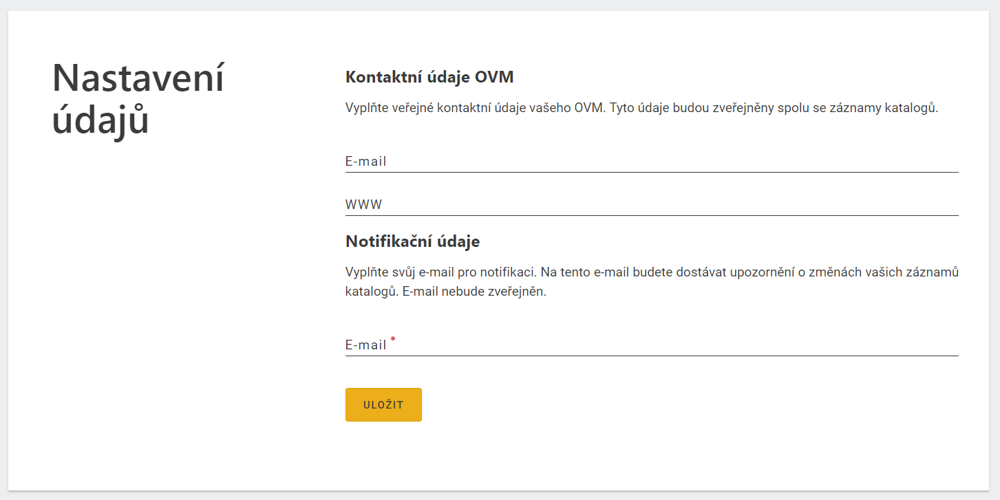 Nastavení
údajů
Kontaktní údaje OVM
Vyplňte veřejné kontaktní údaje vašeho OVM. Tyto údaje budou zveřejněny spolu se záznamy katalogů.
E-mail
WWW
Notifikační údaje
Vyplňte svůj e-mail pro notifikaci. Na tento e-mail budete dostávat upozornění o změnách vašich záznamů
katalogů. E-mail nebude zveřejněn.
E-mail *
ULOŽIT